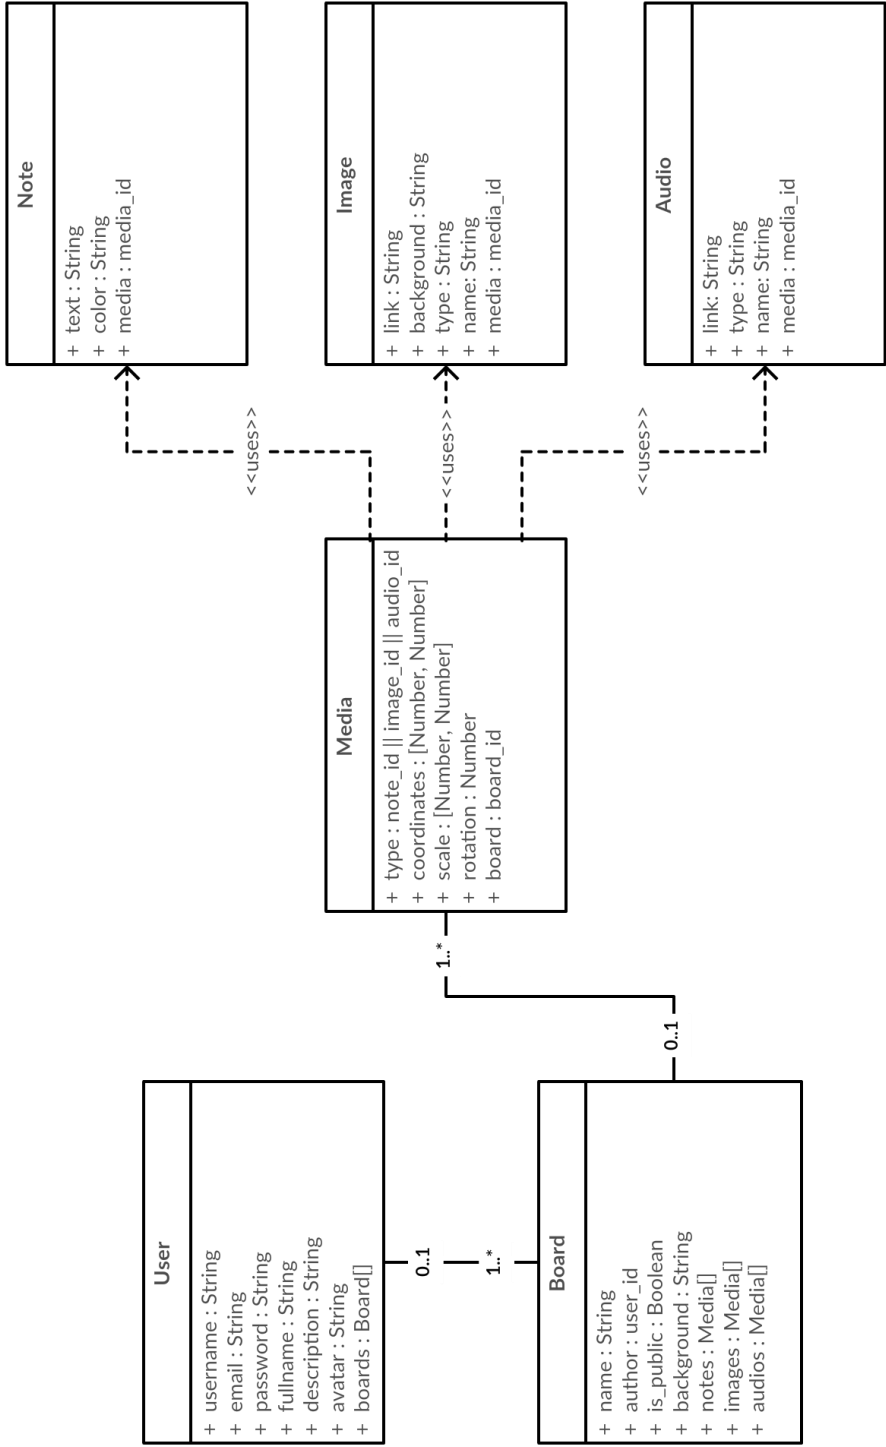 User
+ username : String
+ email : String
+ password : String
+ fullname : String
+ description : String
+ avatar : String
+ boards : Board[]
0..1
1..*
Board
+ name : String
+ author : user_id
+ is_public : Boolean
+ background : String
+ notes : Media[]
+ images : Media[]
+ audios : Media[]
0..1
1..*
Media
+ type : note_id || image_id || audio_id
+ coordinates : [Number, Number]
+ scale : [Number, Number]
+ rotation : Number
+ board : board_id
<<uses>>
<<uses>>
<<uses>>
Note
+ text : String
+ color : String
+ media : media_id
Image
+ link : String
+ background : String
+ type : String
+ name: String
+ media : media_id
Audio
+ link: String
+ type : String
+ name: String
+ media : media_id